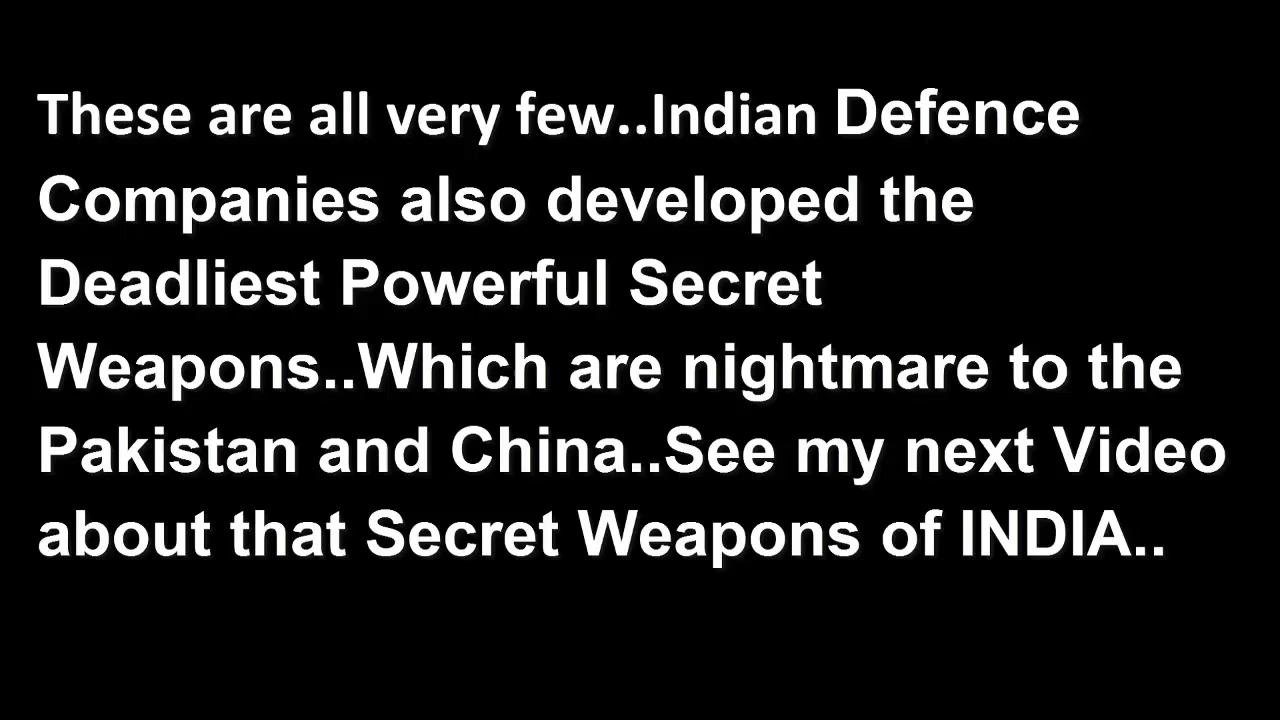 These are all very few..Indian Defence
Companies also developed the
Deadliest Powerful Secret
Weapons..Which are nightmare to the
Pakistan and China..See my next Video
about that Secret Weapons of INDIA..